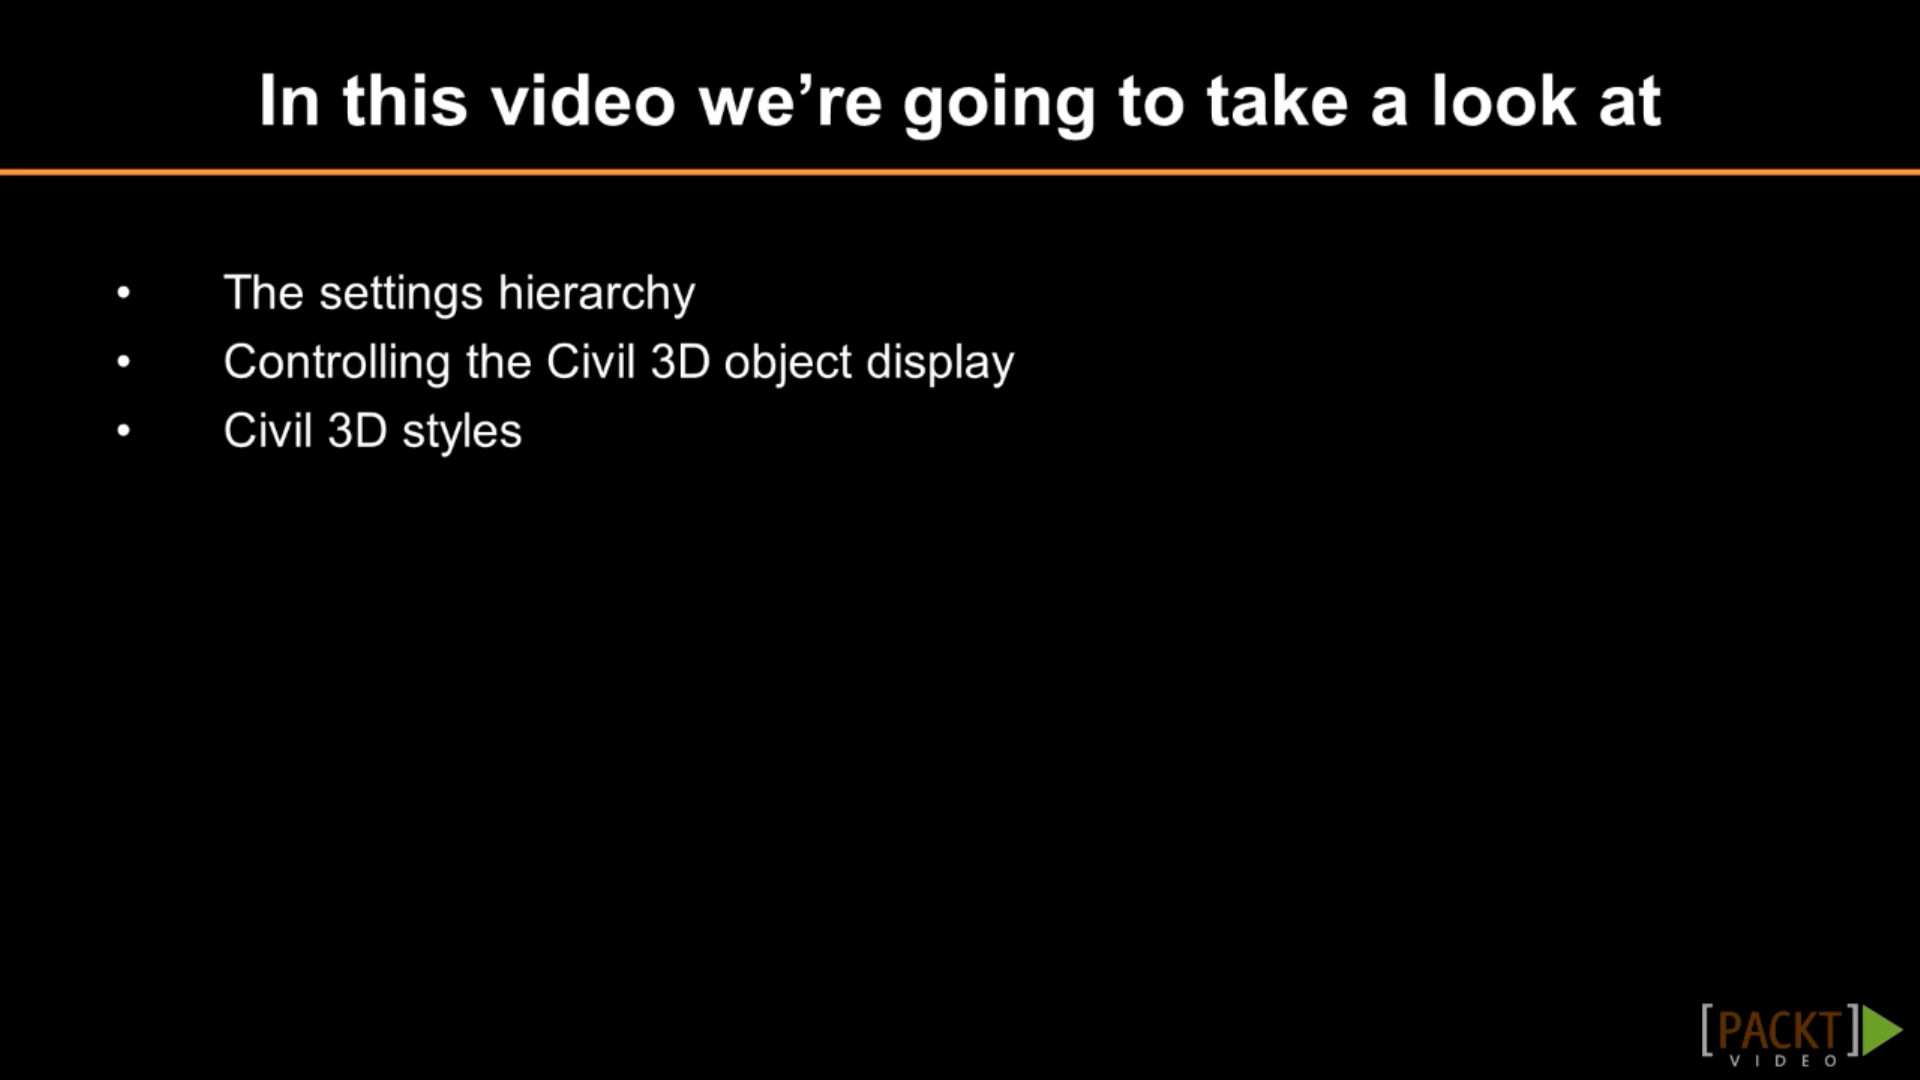 In this video we’re going to take a look at
• The settings hierarchy
• Controlling the Civil 3D object display
• Civil 3D styles
[PACKT]
VIDEO